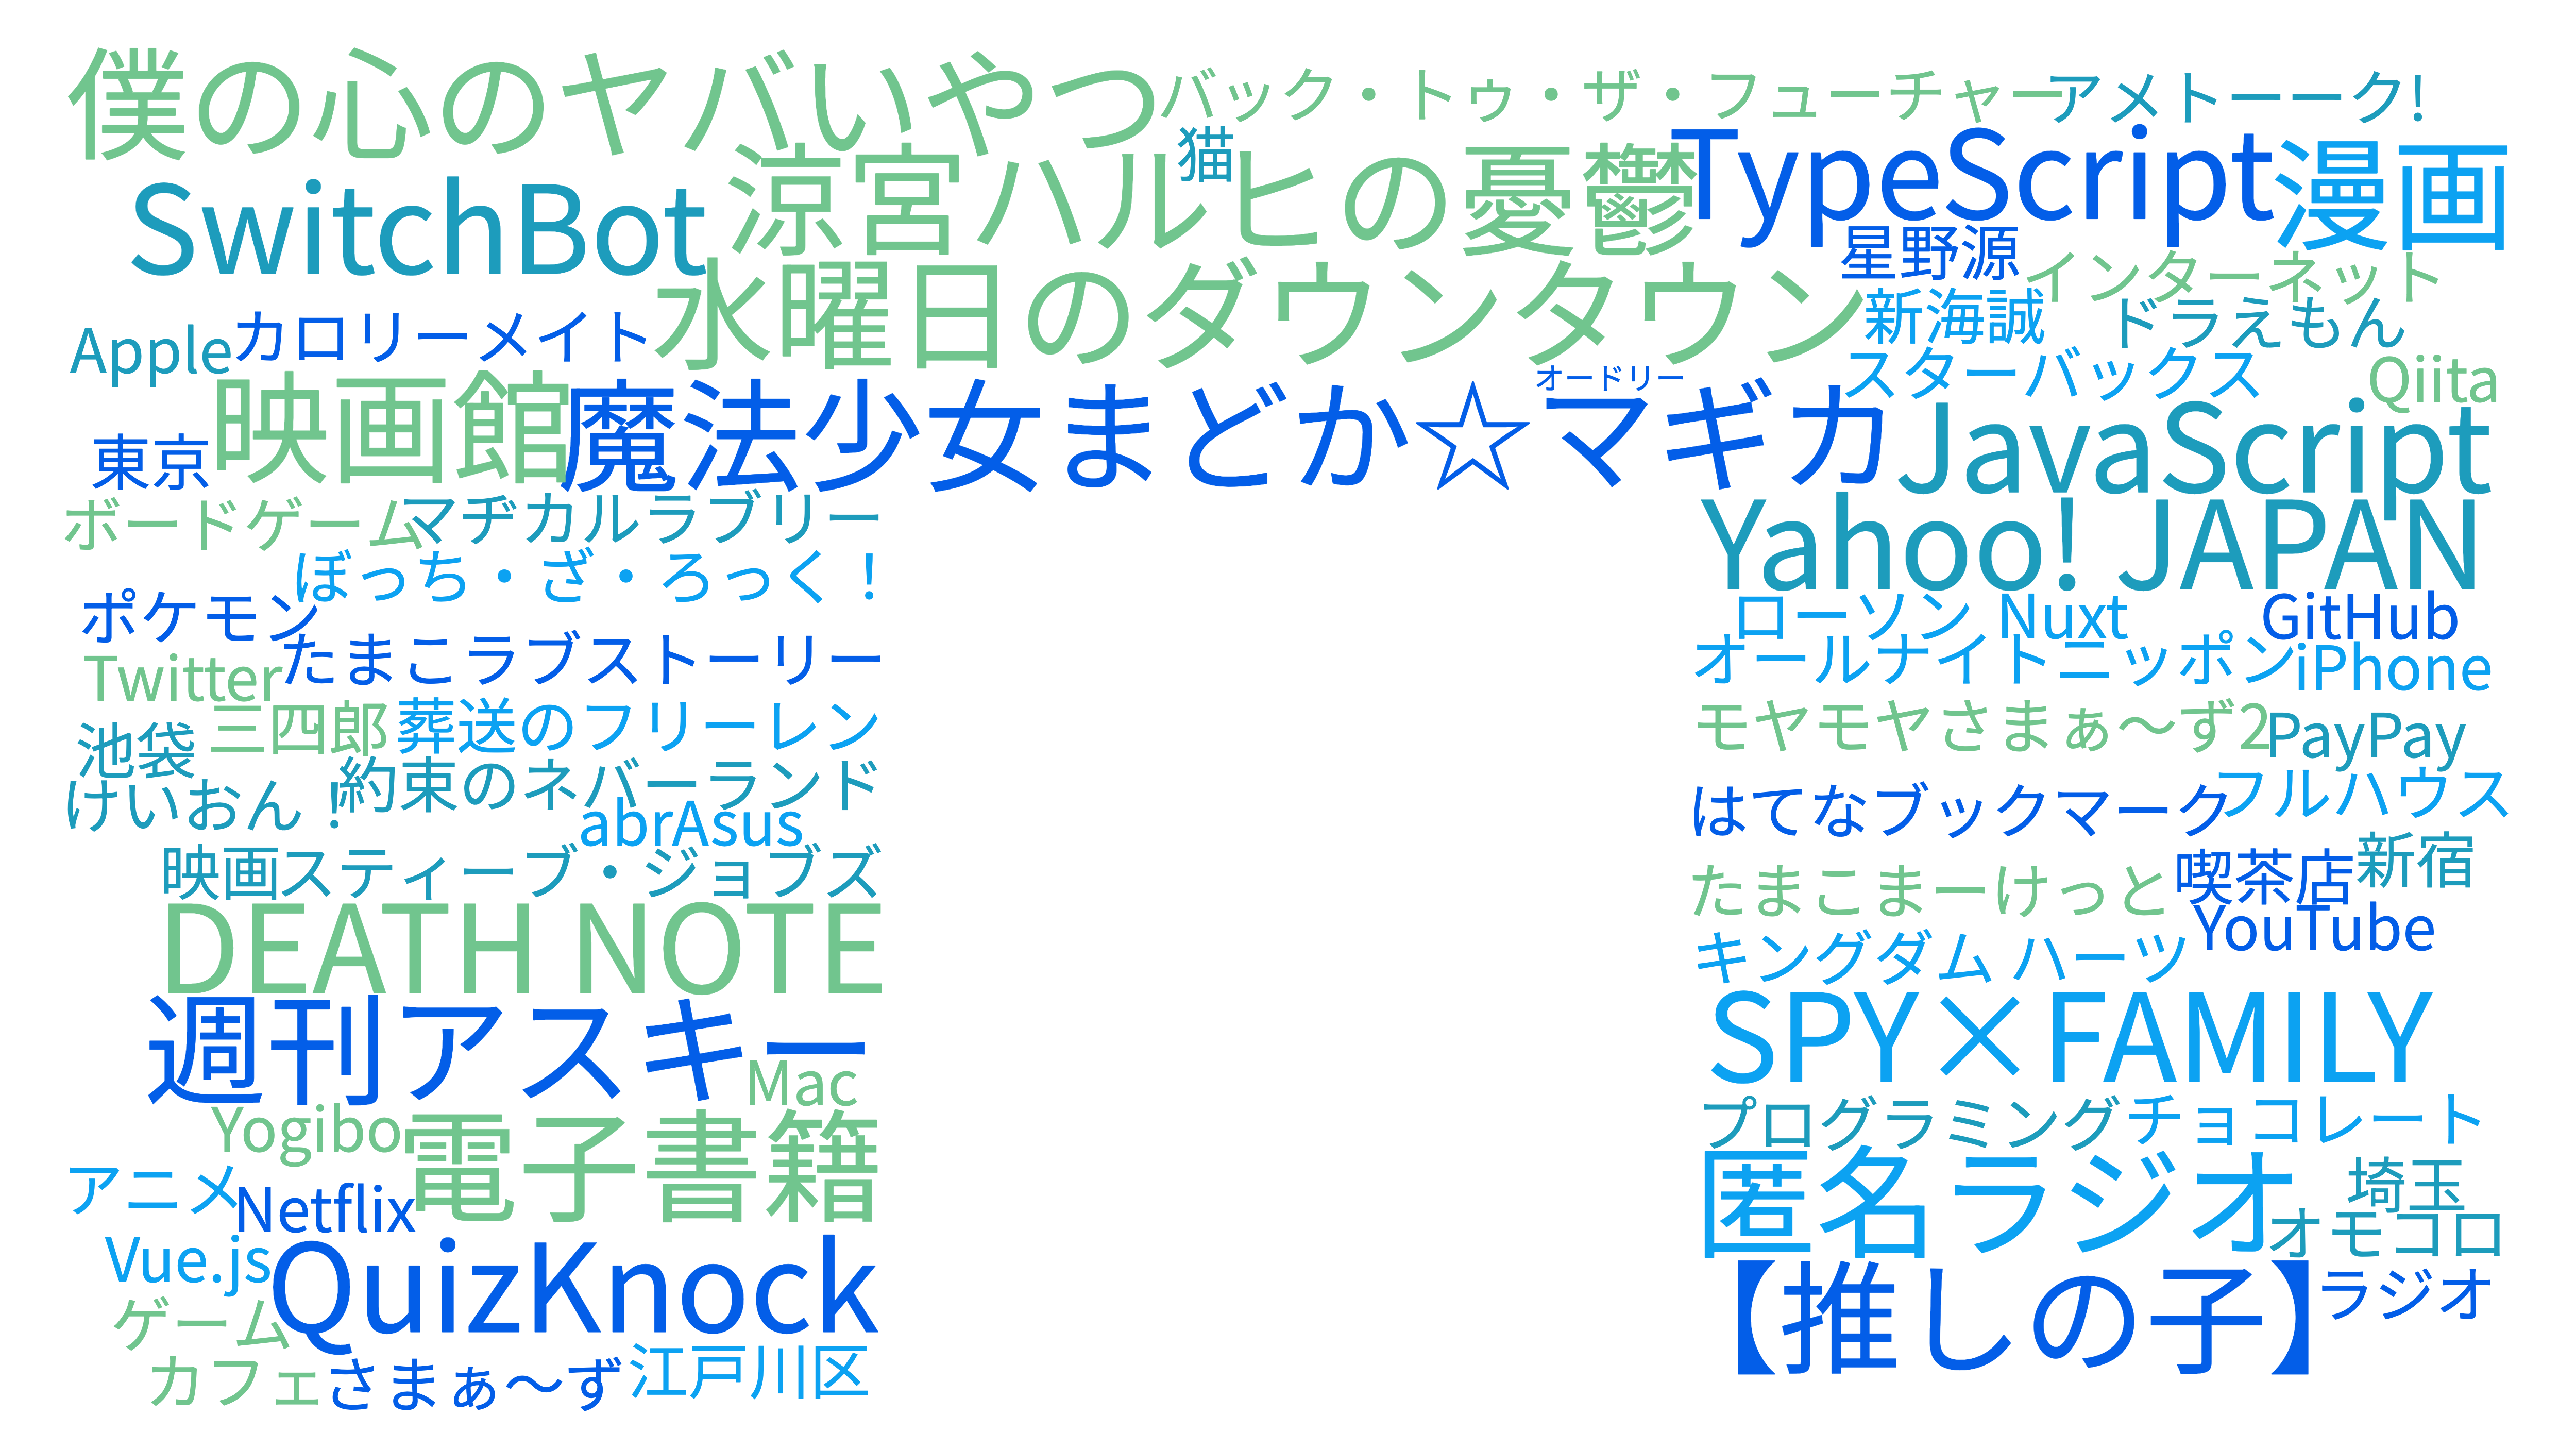 僕の心のヤバいやつ
バック・トゥ・ザ・フューチャー
アメトーーク!
猫
TypeScript
漫画
SwitchBot
涼宮ハルヒの憂鬱
星野源
インターネット
水曜日のダウンタウン
新海誠
ドラえもん
Apple
カロリーメイト
スターバックス
Qiita
オードリー
映画館
魔法少女まどか☆マギカ
JavaScript
東京
ボードゲーム
マヂカルラブリー
Yahoo! JAPAN
ぼっち・ざ・ろっく！
ポケモン
ローソン
Nuxt
GitHub
たまこラブストーリー
オールナイトニッポン
iPhone
Twitter
三四郎
葬送のフリーレン
モヤモヤさまぁ〜ず2
PayPay
池袋
約束のネバーランド
フルハウス
けいおん！
abrAsus
はてなブックマーク
新宿
映画
スティーブ・ジョブズ
たまこまーけっと
喫茶店
YouTube
DEATH NOTE
キングダム ハーツ
週刊アスキー
SPY×FAMILY
Mac
Yogibo
電子書籍
プログラミング
チョコレート
アニメ
Netflix
匿名ラジオ
埼玉
オモコロ
Vue.js
QuizKnock
【推しの子】
ラジオ
ゲーム
カフェ
さまぁ〜ず
江戸川区